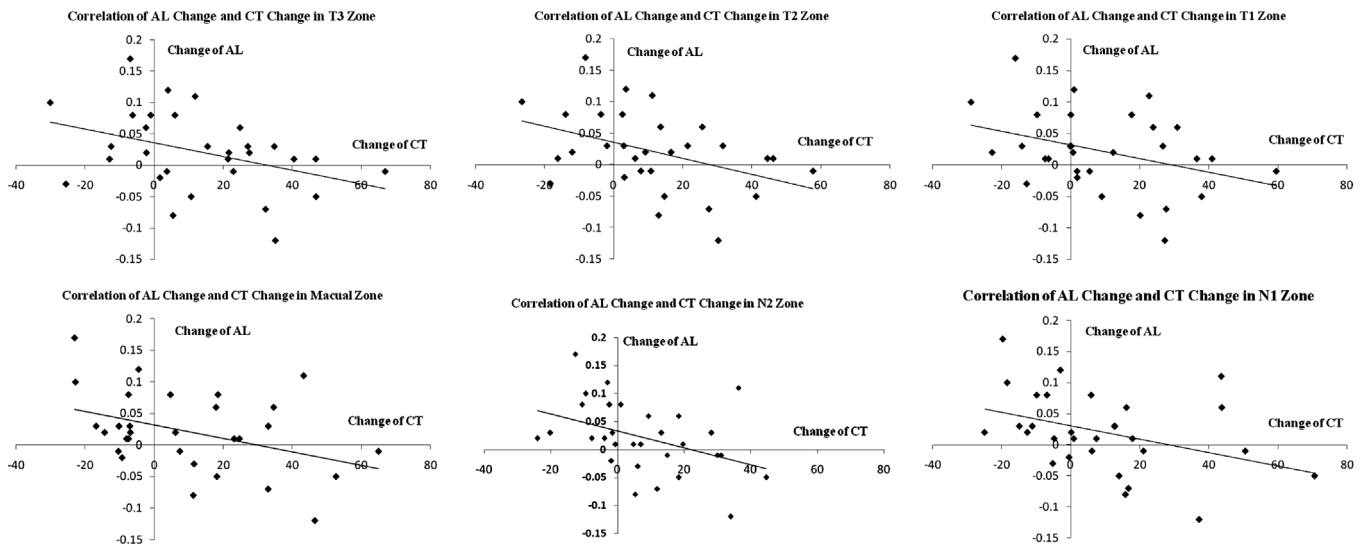 Correlation of AL Change and CT Change in T3 Zone
Change of AL
0.2
0.15
0.1
0.05
Change of CT
0
-40 -20 0 20 40 60 80
-0.05
-0.1
-0.15
Correlation of AL Change and CT Change in T2 Zone
Change of AL
0.2
0.15
0.1
0.05
Change of CT
0
-40 -20 0 20 40 60 80
-0.05
-0.1
-0.15
Correlation of AL Change and CT Change in T1 Zone
Change of AL
0.2
0.15
0.1
0.05
Change of CT
0
-40 -20 0 20 40 60 80
-0.05
-0.1
-0.15
Correlation of AL Change and CT Change in Macual Zone
Change of AL
0.2
0.15
0.1
0.05
Change of CT
0
-40 -20 0 20 40 60 80
-0.05
-0.1
-0.15
Correlation of AL Change and CT Change in N2 Zone
Change of AL
0.2
0.15
0.1
0.05
Change of CT
0
-40 -20 0 20 40 60 80
-0.05
-0.1
-0.15
Correlation of AL Change and CT Change in N1 Zone
Change of AL
0.2
0.15
0.1
0.05
Change of CT
0
-40 -20 0 20 40 60 80
-0.05
-0.1
-0.15